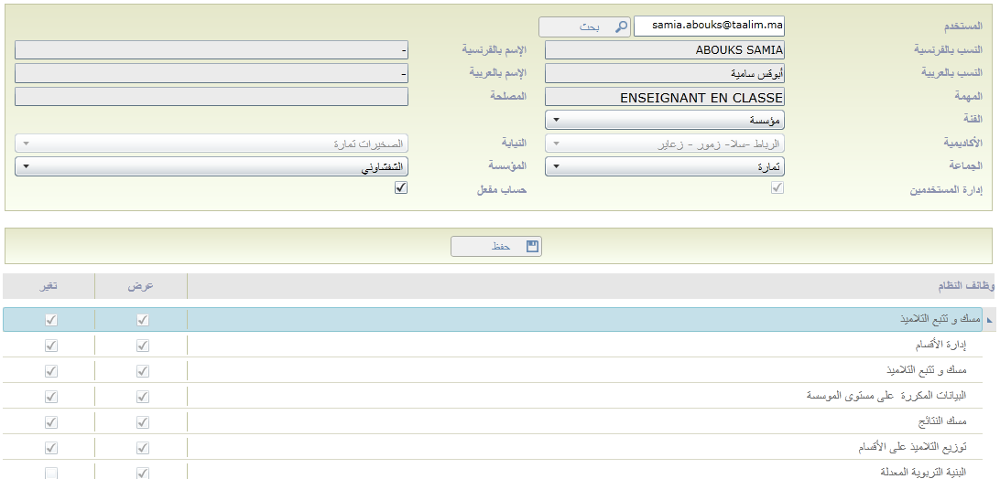 المستخدم samia.abouks@taalim.ma بحث
النسب بالفرنسية ABOUKS SAMIA الإسم بالفرنسية -
النسب بالعربية أبوقس سامية الإسم بالعربية -
المهمة ENSEIGNANT EN CLASSE المصلحة
الفئة مؤسسة
الأكاديمية الرباط -سلا- زمور - زعاير النيابة الصخيرات تمارة
الجماعة تمارة المؤسسة الشفشاوني
إدارة المستخدمين حساب مفعل
حفظ
وظائف النظام عرض تغير
مسك و تتبع التلاميذ
إدارة الأقسام
مسك و تتبع التلاميذ
البيانات المكررة على مستوى الموسسة
مسك النتائج
توزيع التلاميذ على الأقسام
البنية التربوية المعدلة